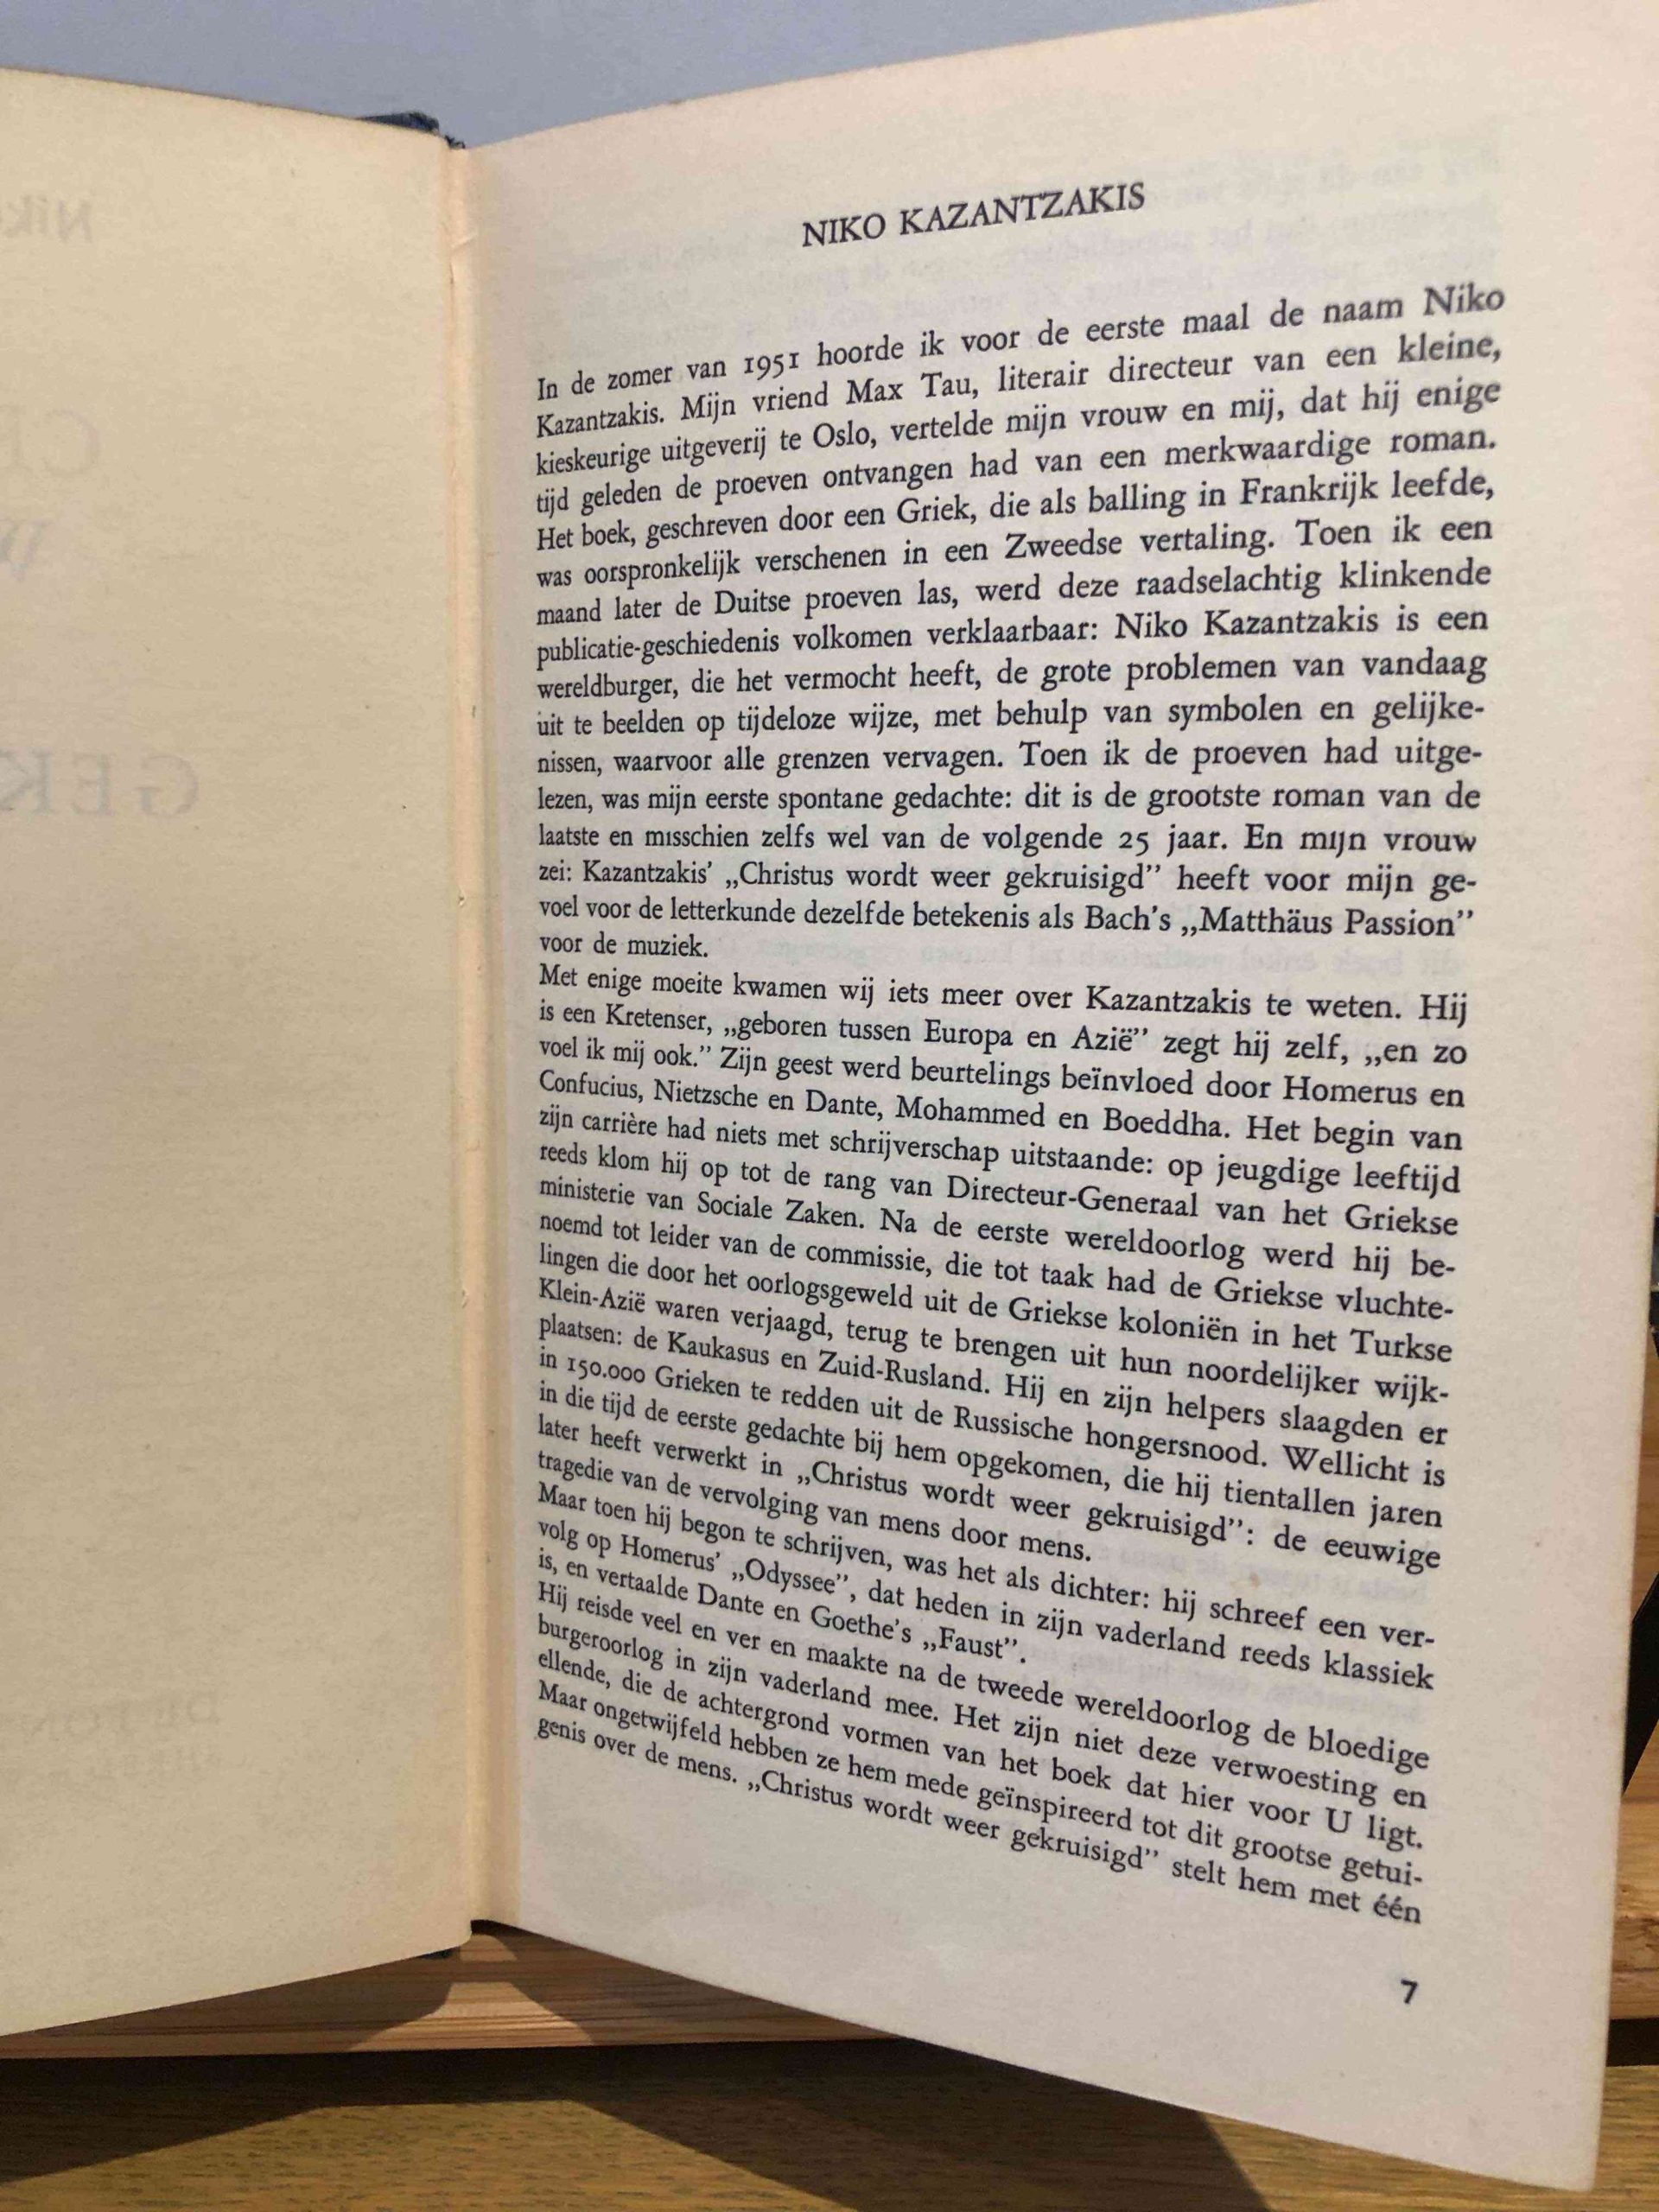 NIKO KAZANTZAKIS
In de zomer van 1951 hoorde ik voor de eerste maal de naam Niko
Kazantzakis. Mijn vriend Max Tau, literair directeur van een kleine,
kieskeurige uitgeverij te Oslo, vertelde mijn vrouw en mij, dat hij enige
tijd geleden de proeven ontvangen had van een merkwaardige roman.
Het boek, geschreven door een Griek, die als balling in Frankrijk leefde,
was oorspronkelijk verschenen in een Zweedse vertaling. Toen ik een
maand later de Duitse proeven las, werd deze raadselachtig klinkende
publicatie-geschiedenis volkomen verklaarbaar: Niko Kazantzakis is een
wereldburger, die het vermocht heeft, de grote problemen van vandaag
uit te beelden op tijdeloze wijze, met behulp van symbolen en gelijke-
nissen, waarvoor alle grenzen vervagen. Toen ik de proeven had uitge-
lezen, was mijn eerste spontane gedachte: dit is de grootste roman van de
laatste en misschien zelfs wel van de volgende 25 jaar. En mijn vrouw
zei: Kazantzakis' „Christus wordt weer gekruisigd” heeft voor mijn ge-
voel voor de letterkunde dezelfde betekenis als Bach's „Matthäus Passion”
voor de muziek.
Met enige moeite kwamen wij iets meer over Kazantzakis te weten. Hij
is een Kretenser, „geboren tussen Europa en Azië” zegt hij zelf, „en zo
voel ik mij ook.” Zijn geest werd beurtelings beïnvloed door Homerus en
Confucius, Nietzsche en Dante, Mohammed en Boeddha. Het begin van
zijn carrière had niets met schrijverschap uitstaande: op jeugdige leeftijd
reeds klom hij op tot de rang van Directeur-Generaal van het Griekse
ministerie van Sociale Zaken. Na de eerste wereldoorlog werd hij be-
noemd tot leider van de commissie, die tot taak had de Griekse vluchte-
lingen die door het oorlogsgeweld uit de Griekse koloniën in het Turkse
Klein-Azië waren verjaagd, terug te brengen uit hun noordelijker wijk-
plaatsen: de Kaukasus en Zuid-Rusland. Hij en zijn helpers slaagden er
in 150.000 Grieken te redden uit de Russische hongersnood. Wellicht is
in die tijd de eerste gedachte bij hem opgekomen, die hij tientallen jaren
later heeft verwerkt in „Christus wordt weer gekruisigd”: de eeuwige
tragedie van de vervolging van mens door mens.
Maar toen hij begon te schrijven, was het als dichter: hij schreef een ver-
volg op Homerus' „Odyssee”, dat heden in zijn vaderland reeds klassiek
is, en vertaalde Dante en Goethe's „Faust”.
Hij reisde veel en ver en maakte na de tweede wereldoorlog de bloedige
burgeroorlog in zijn vaderland mee. Het zijn niet deze verwoesting en
ellende, die de achtergrond vormen van het boek dat hier voor U ligt.
Maar ongetwijfeld hebben ze hem mede geïnspireerd tot dit grootse getui-
genis over de mens. „Christus wordt weer gekruisigd” stelt hem met één
7